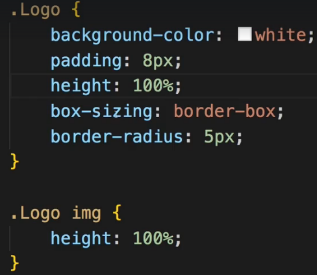 .Logo {
    background-color: white;
    padding: 8px;
    height: 100%;
    box-sizing: border-box;
    border-radius: 5px;
}

.Logo img {
    height: 100%;
}